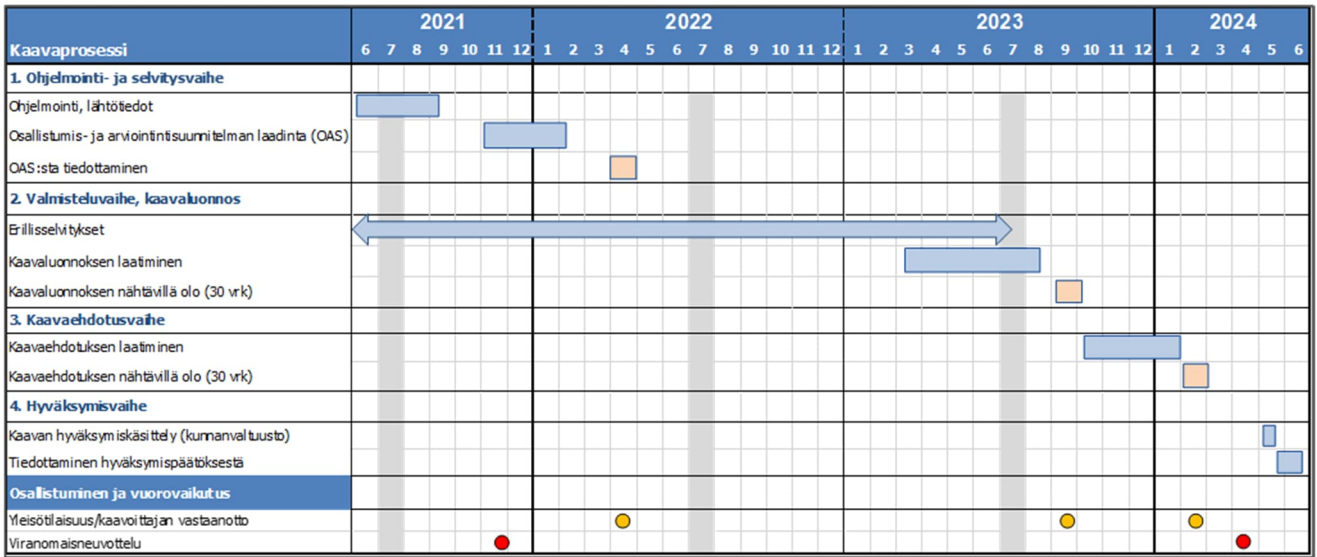 2021 2022 2023 2024
Kaavaprosessi 6 7 8 9 10 11 12 1 2 3 4 5 6 7 8 9 10 11 12 1 2 3 4 5 6 7 8 9 10 11 12 1 2 3 4 5 6
1. Ohjelmointi- ja selvitysvaihe
Ohjelmointi, lähtötiedot
Osallistumis- ja arviointintisuunnitelman laadinta (OAS)
OAS:sta tiedottaminen
2. Valmisteluvaihe, kaavaluonnos
Erillisselvitykset
Kaavaluonnoksen laatiminen
Kaavaluonnoksen nähtävillä olo (30 vrk)
3. Kaavaehdotusvaihe
Kaavaehdotuksen laatiminen
Kaavaehdotuksen nähtävillä olo (30 vrk)
4. Hyväksymisvaihe
Kaavan hyväksymiskäsittely (kunnanvaltuusto)
Tiedottaminen hyväksymispäätöksestä
Osallistuminen ja vuorovaikutus
Yleisötilaisuus/kaavoittajan vastaanotto
Viranomaisneuvottelu